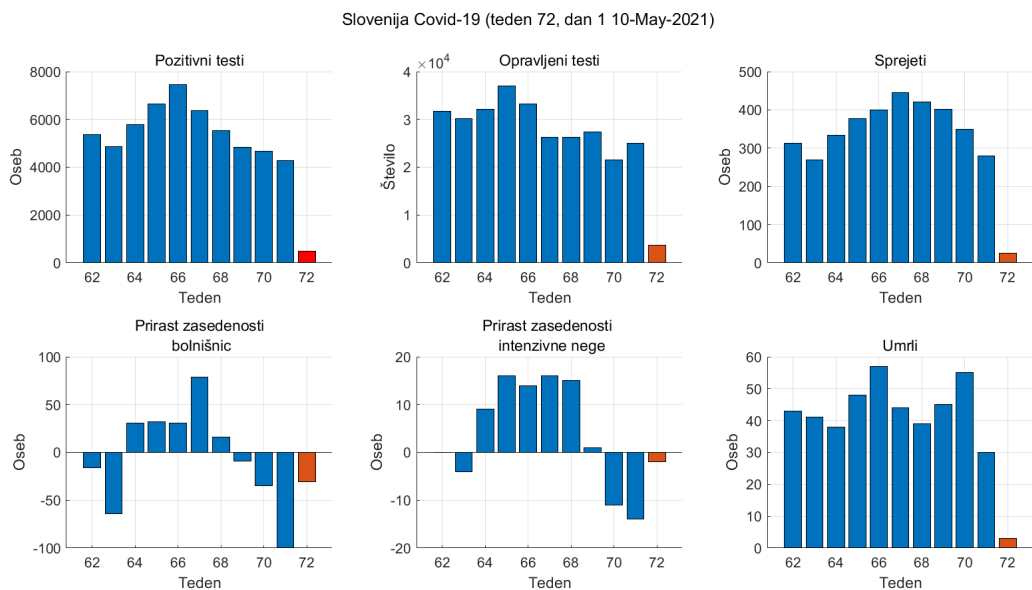 Slovenija Covid-19 (teden 72, dan 1 10-May-2021)
Pozitivni testi
8000
6000
4000
2000
0
Oseb
62 64 66 68 70 72
Teden
Opravljeni testi
×10⁴
4
3
2
1
0
Število
62 64 66 68 70 72
Teden
Sprejeti
500
400
300
200
100
0
Oseb
62 64 66 68 70 72
Teden
Prirast zasedenosti
bolnišnic
100
50
0
-50
-100
Oseb
62 64 66 68 70 72
Teden
Prirast zasedenosti
intenzivne nege
20
10
0
-10
-20
Oseb
62 64 66 68 70 72
Teden
Umrli
60
50
40
30
20
10
0
Oseb
62 64 66 68 70 72
Teden